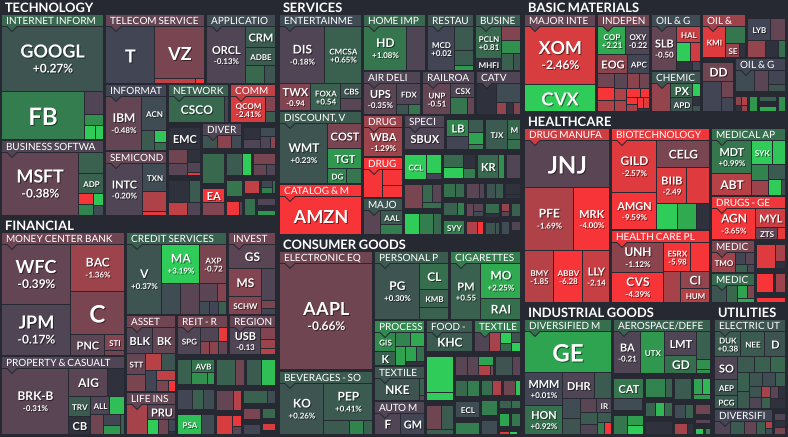 TECHNOLOGY
INTERNET INFORM
GOOGL
+0.27%
FB
TELECOM SERVICE
T
VZ
APPLICATIO
ORCL
-0.13%
CRM
ADBE
INFORMAT
IBM
-0.48%
ACN
NETWORK
CSCO
COMM
QCOM
-2.41%
BUSINESS SOFTWA
MSFT
-0.38%
ADP
SEMICOND
INTC
-0.20%
TXN
EMC
DIVER
EA
FINANCIAL
MONEY CENTER BANK
WFC
-0.39%
BAC
-1.36%
JPM
-0.17%
C
PNC
STI
CREDIT SERVICES
V
+0.37%
MA
+3.19%
AXP
-0.72
INVEST
GS
MS
SCHW
ASSET
BLK
BK
STT
REIT - R
SPG
AVB
PSA
REGION
USB
-0.13
PROPERTY & CASUALT
BRK-B
-0.31%
AIG
TRV
ALL
CB
LIFE INS
PRU
SERVICES
ENTERTAINME
DIS
-0.18%
CMCSA
+0.65%
TWX
-0.94
FOXA
+0.54
CBS
HOME IMP
HD
+1.08%
RESTAU
MCD
+0.02
BUSINE
PCLN
+0.81
MHFI
AIR DELI
UPS
-0.35%
FDX
RAILROA
UNP
-0.51
CSX
CATV
DISCOUNT, V
WMT
+0.23%
COST
TGT
DG
DRUG
WBA
-1.29%
DRUG
SPECI
SBUX
LB
TJX
M
CCL
KR
CATALOG & M
AMZN
MAJO
AAL
SYY
CONSUMER GOODS
ELECTRONIC EQ
AAPL
-0.66%
PERSONAL P
PG
+0.30%
CL
KMB
CIGARETTES
PM
+0.55
MO
+2.25%
RAI
PROCESS
GIS
K
FOOD -
KHC
TEXTILE
TEXTILE
NKE
BEVERAGES - SO
KO
+0.26%
PEP
+0.41%
AUTO M
F
GM
ECL
BASIC MATERIALS
MAJOR INTE
XOM
-2.46%
CVX
INDEPEN
COP
+2.21
OXY
-0.22
EOG
APC
OIL & G
SLB
-0.50
HAL
OIL &
KMI
SE
LYB
CHEMIC
PX
APD
DD
OIL & G
HEALTHCARE
DRUG MANUFA
JNJ
PFE
-1.69%
MRK
-4.00%
BMY
-1.85
ABBV
-6.28
LLY
-2.14
BIOTECHNOLOGY
GILD
-2.57%
CELG
AMGN
-9.59%
BIIB
-2.49
MEDICAL AP
MDT
+0.99%
SYK
ABT
DRUGS - GE
AGN
-3.65%
MYL
ZTS
HEALTH CARE PL
UNH
-1.12%
ESRX
-5.98
CVS
-4.39%
CI
HUM
MEDIC
TMO
MEDIC
INDUSTRIAL GOODS
DIVERSIFIED M
GE
MMM
+0.01%
DHR
HON
+0.92%
IR
AEROSPACE/DEFE
BA
-0.21
UTX
LMT
GD
CAT
UTILITIES
ELECTRIC UT
DUK
+0.38
NEE
D
SO
AEP
PCG
DIVERSIFI